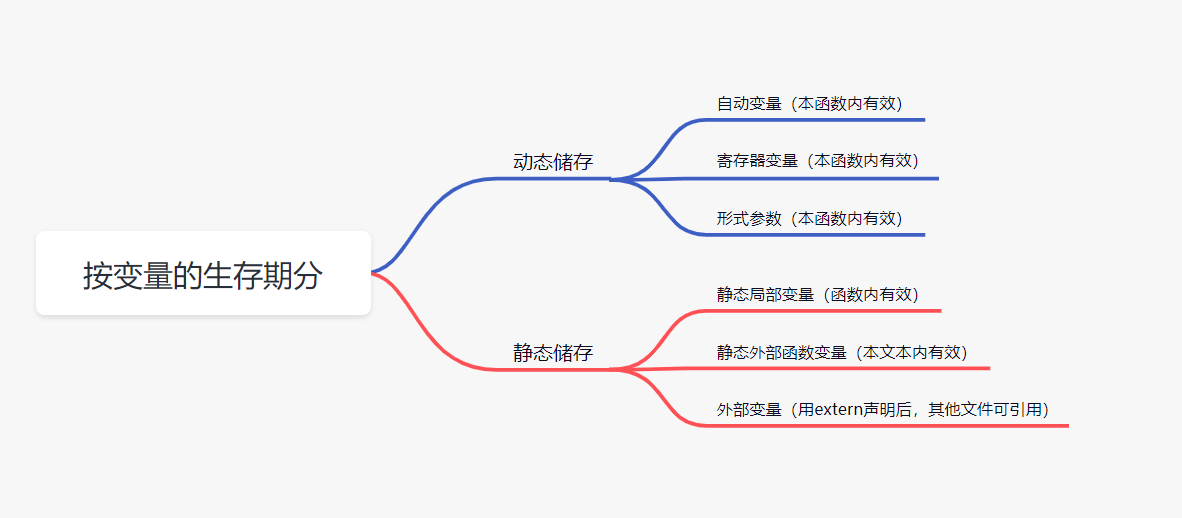 按变量的生存期分
动态储存
自动变量（本函数内有效）
寄存器变量（本函数内有效）
形式参数（本函数内有效）
静态储存
静态局部变量（函数内有效）
静态外部函数变量（本文本内有效）
外部变量（用extern声明后，其他文件可引用）